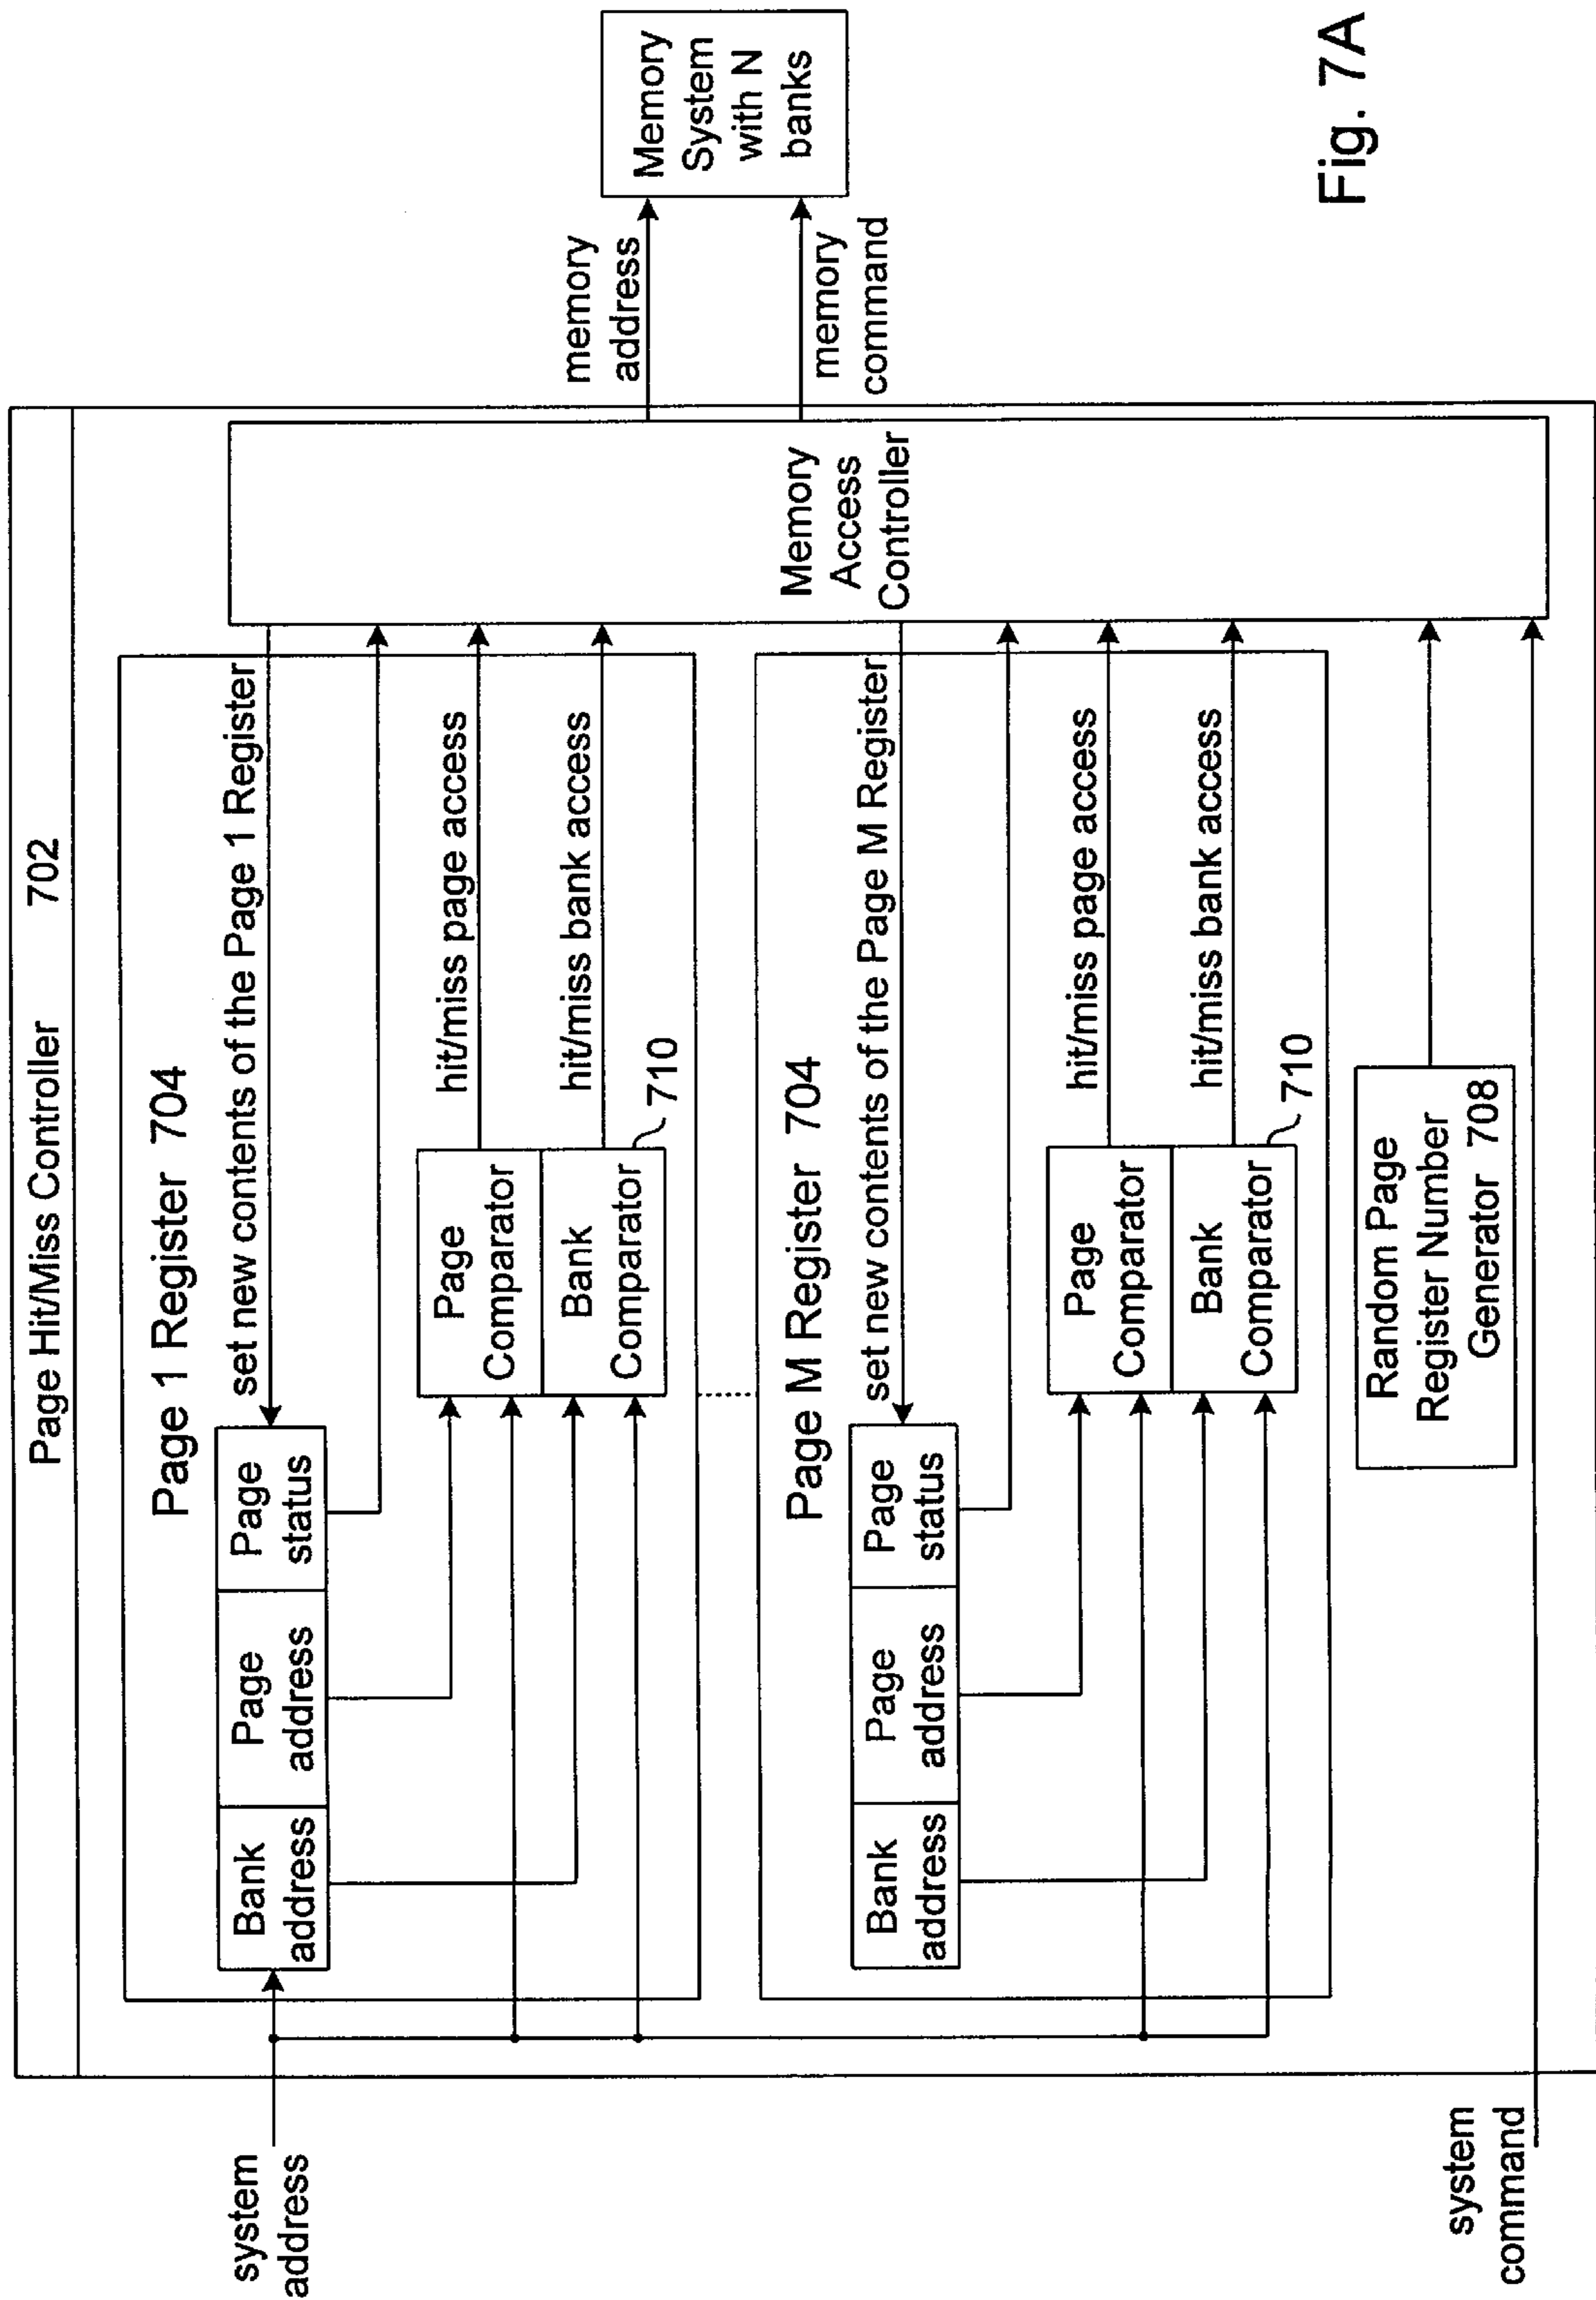 Page Hit/Miss Controller 702
Page 1 Register 704
set new contents of the Page 1 Register
system
address
Bank
address
Page
address
Page
status
Page
Comparator
Bank
Comparator
hit/miss page access
hit/miss bank access
710
Page M Register 704
set new contents of the Page M Register
Bank
address
Page
address
Page
status
Page
Comparator
Bank
Comparator
hit/miss page access
hit/miss bank access
710
Random Page
Register Number
Generator 708
system
command
Memory
Access
Controller
memory
address
memory
command
Memory
System
with N
banks
Fig. 7A